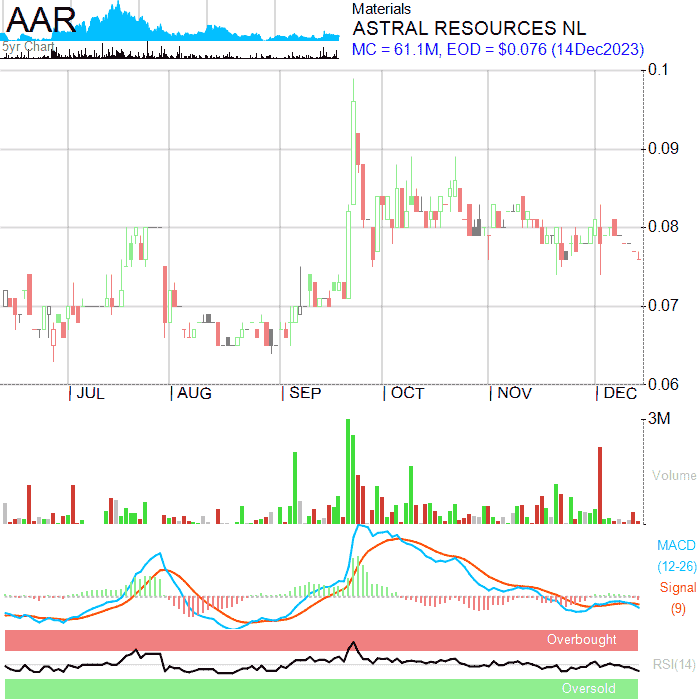 AAR
5yr Chart
Materials
ASTRAL RESOURCES NL
MC = 61.1M, EOD = $0.076 (14Dec2023)
0.1
0.09
0.08
0.07
0.06
JUL AUG SEP OCT NOV DEC
3M
Volume
MACD
(12-26)
Signal
(9)
Overbought
RSI(14)
Oversold